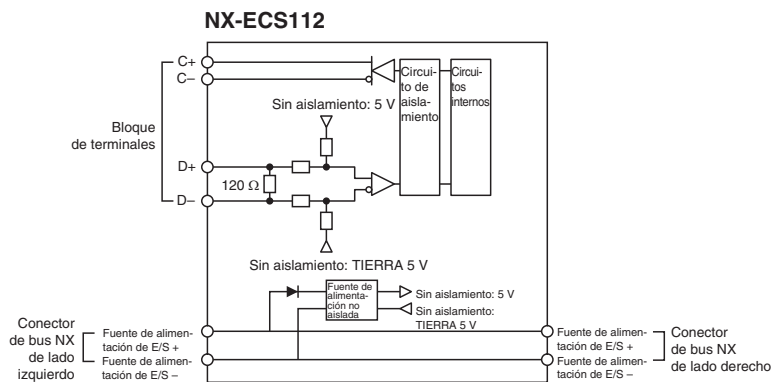 NX-ECS112
C+
C–
Circui-
to de
aisla-
miento
Circui-
tos
internos
Sin aislamiento: 5 V
Bloque
de terminales
D+
120 Ω
D–
Sin aislamiento: TIERRA 5 V
Fuente de
alimenta-
ción no
aislada
Sin aislamiento: 5 V
Sin aislamiento:
TIERRA 5 V
Conector
de bus NX
de lado
izquierdo
Fuente de alimen-
tación de E/S +
Fuente de alimen-
tación de E/S –
Fuente de alimen-
tación de E/S +
Fuente de alimen-
tación de E/S –
Conector
de bus NX
de lado derecho